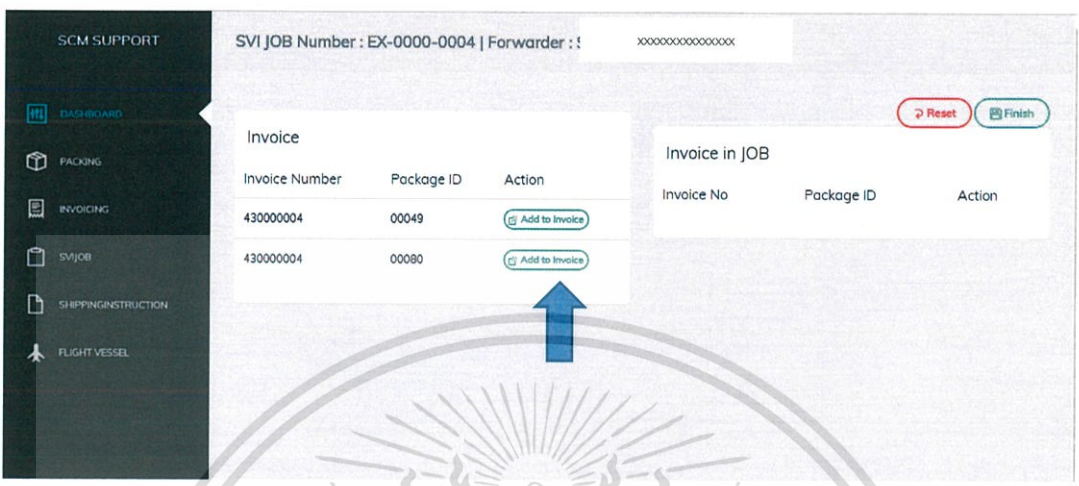 SCM SUPPORT
SVI JOB Number : EX-0000-0004 | Forwarder : S
xxxxxxxxxxxxxxx
DASHBOARD
PACKING
INVOICING
SVIJOB
SHIPPINGINSTRUCTION
FLIGHT VESSEL
Reset
Finish
Invoice
Invoice Number Package ID Action
430000004 00049 Add to Invoice
430000004 00080 Add to Invoice
Invoice in JOB
Invoice No Package ID Action